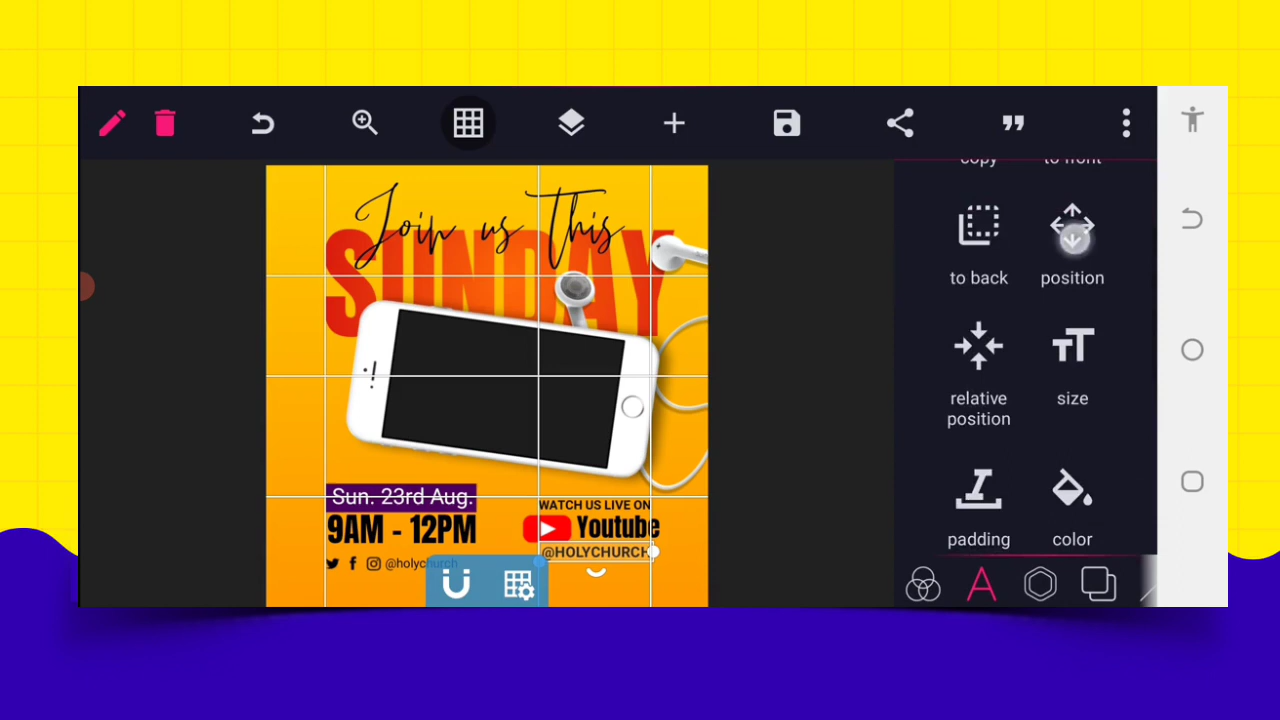 copy
to front
Join us This
SUNDAY
to back
position
relative
position
size
Sun. 23rd Aug.
9AM - 12PM
@holychurch
WATCH US LIVE ON
Youtube
@HOLYCHURCH
padding
color